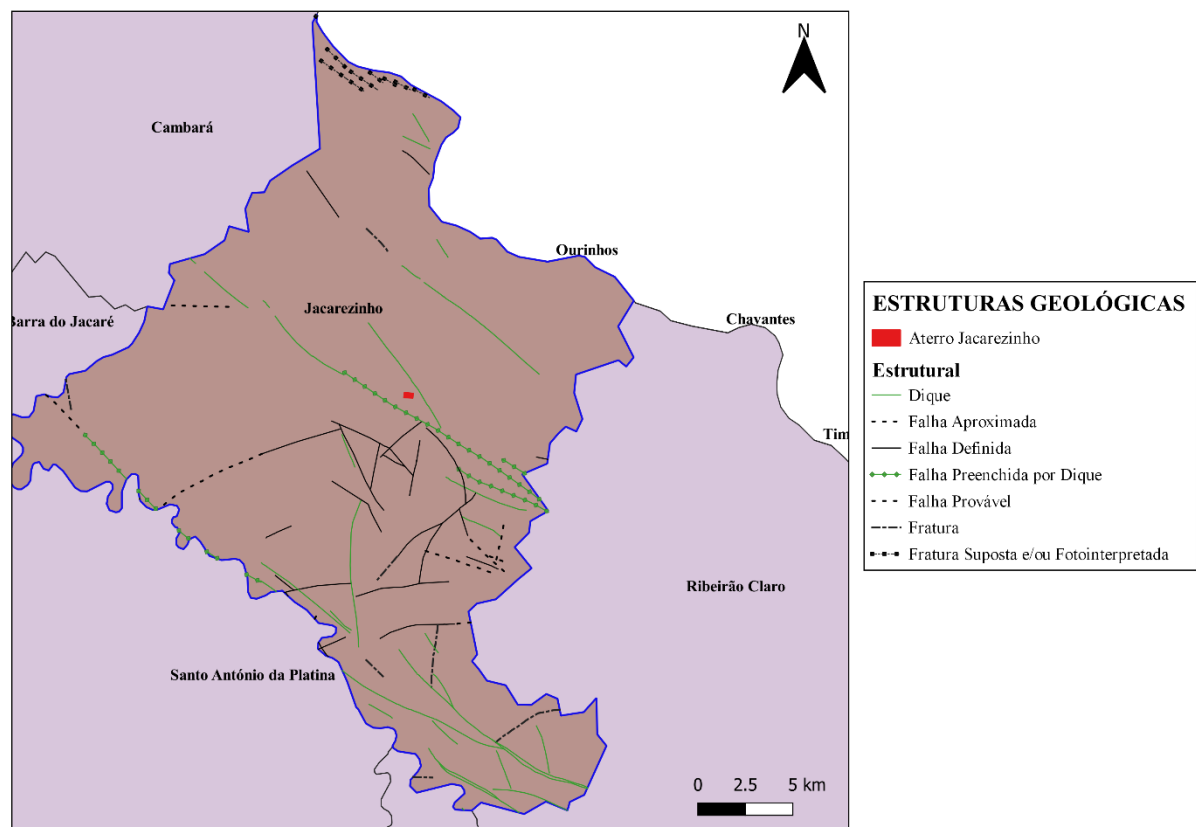 N
Cambará
Ourinhos
Jacarezinho
Barra do Jacaré
Chavantes
Tim
Ribeirão Claro
Santo António da Platina
0 2.5 5 km
ESTRUTURAS GEOLÓGICAS
Aterro Jacarezinho
Estrutural
Dique
Falha Aproximada
Falha Definida
Falha Preenchida por Dique
Falha Provável
Fratura
Fratura Suposta e/ou Fotointerpretada